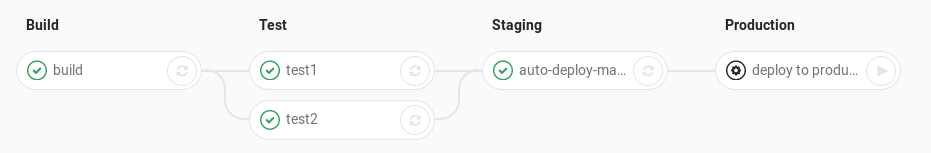 Build
Test
Staging
Production
build
test1
auto-deploy-ma...
deploy to produ...
test2